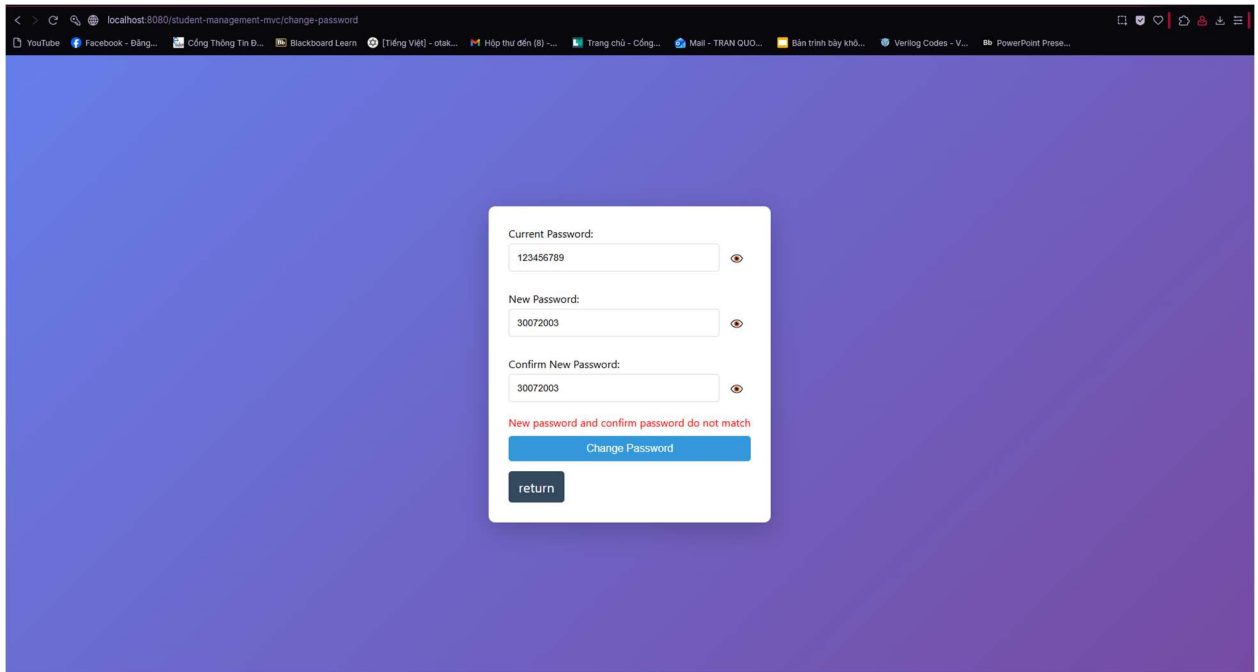 localhost:8080/student-management-mvc/change-password
YouTube Facebook - Đăng... Cổng Thông Tin Đ... Blackboard Learn [Tiếng Việt] – otak... Hộp thư đến (8) -... Trang chủ - Cổng... Mail - TRAN QUO... Bản trình bày khô... Verilog Codes - V... Bb PowerPoint Prese...
Current Password:
123456789
New Password:
30072003
Confirm New Password:
30072003
New password and confirm password do not match
Change Password
return